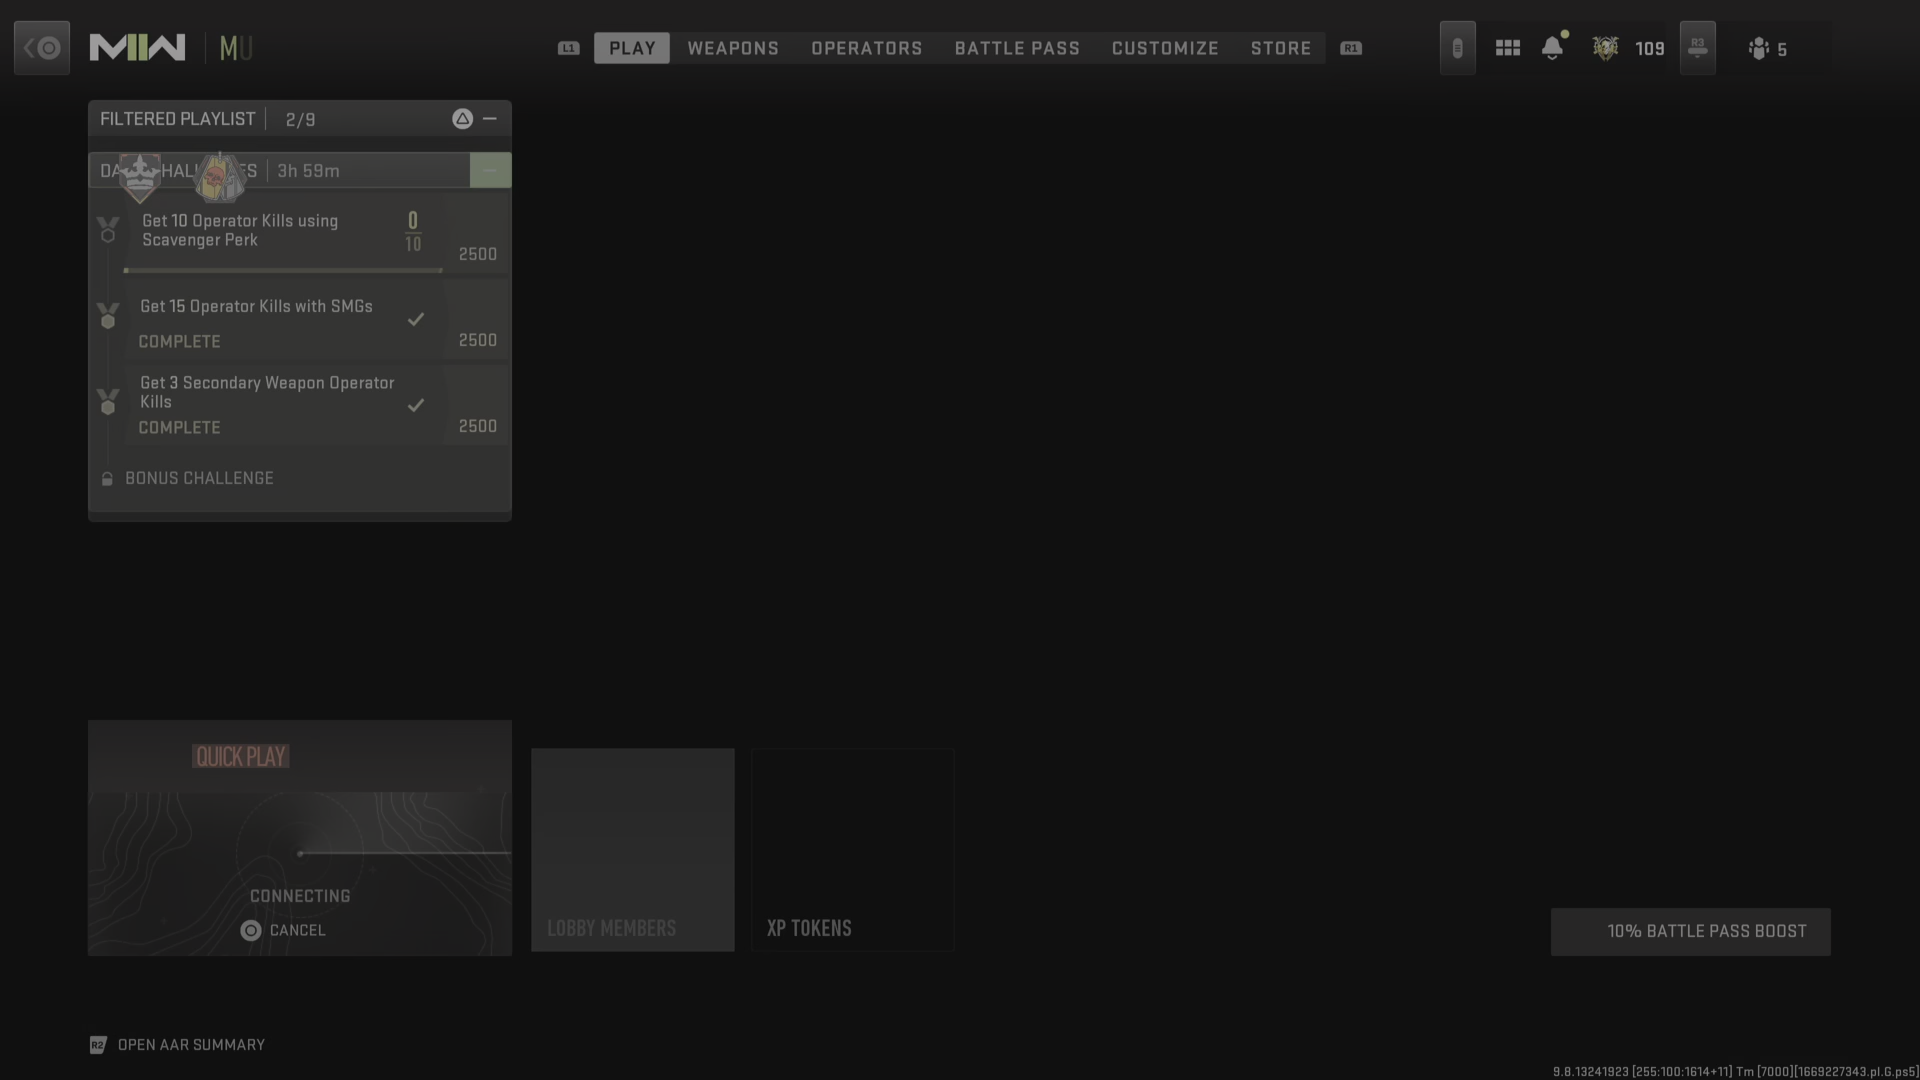 MIIW | MU
L1 PLAY WEAPONS OPERATORS BATTLE PASS CUSTOMIZE STORE R1
109
R3
5
FILTERED PLAYLIST | 2/9
3h 59m
Get 10 Operator Kills using
Scavenger Perk
0
10
2500
Get 15 Operator Kills with SMGs
COMPLETE
2500
Get 3 Secondary Weapon Operator
Kills
COMPLETE
2500
BONUS CHALLENGE
QUICK PLAY
CONNECTING
CANCEL
LOBBY MEMBERS
XP TOKENS
10% BATTLE PASS BOOST
R2 OPEN AAR SUMMARY
9.8.13241923 [255:100:1614+11] Tm [7000][1669227343.pl.G.ps5]